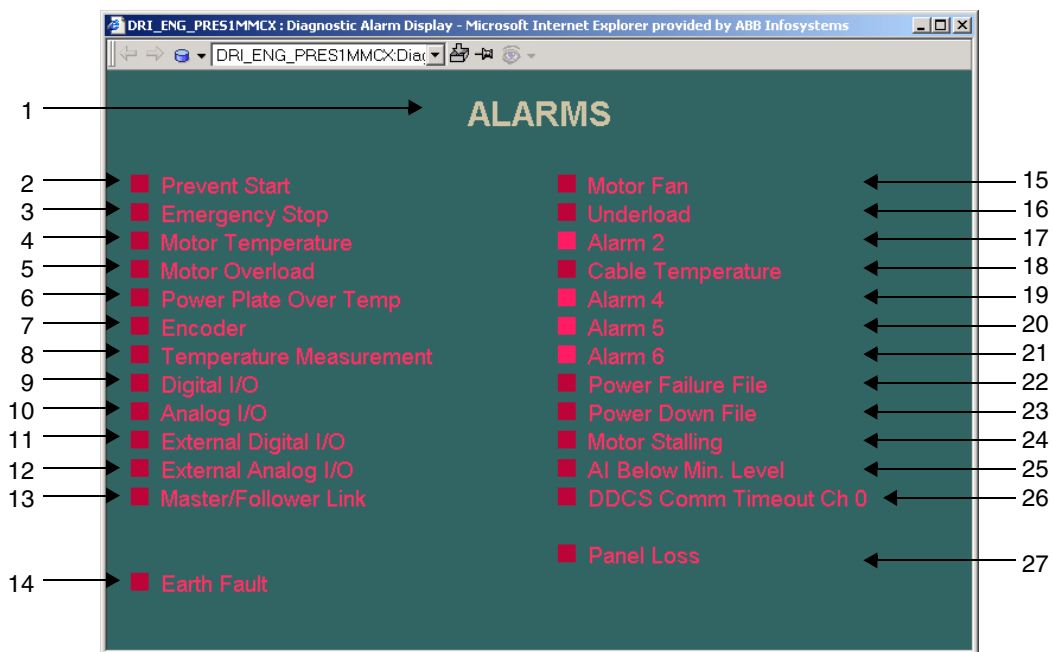 DRI_ENG_PRES1MMCX : Diagnostic Alarm Display - Microsoft Internet Explorer provided by ABB Infosystems
DRI_ENG_PRES1MMCX:Diag
1 ALARMS
2 Prevent Start Motor Fan 15
3 Emergency Stop Underload 16
4 Motor Temperature Alarm 2 17
5 Motor Overload Cable Temperature 18
6 Power Plate Over Temp Alarm 4 19
7 Encoder Alarm 5 20
8 Temperature Measurement Alarm 6 21
9 Digital I/O Power Failure File 22
10 Analog I/O Power Down File 23
11 External Digital I/O Motor Stalling 24
12 External Analog I/O AI Below Min. Level 25
13 Master/Follower Link DDCS Comm Timeout Ch 0 26
Panel Loss 27
14 Earth Fault